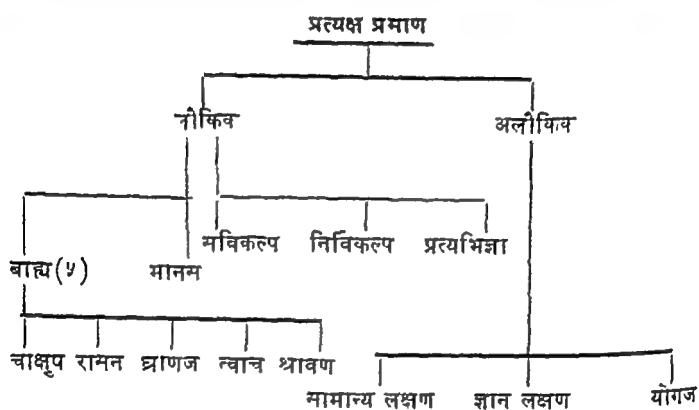 प्रत्यक्ष प्रमाण
लौकिक अलौकिक
सविकल्प निर्विकल्प प्रत्यभिज्ञा
बाह्य (५) मानस
चाक्षुष रासन घ्राणज त्वाच श्रावण
सामान्य लक्षण ज्ञान लक्षण योगज